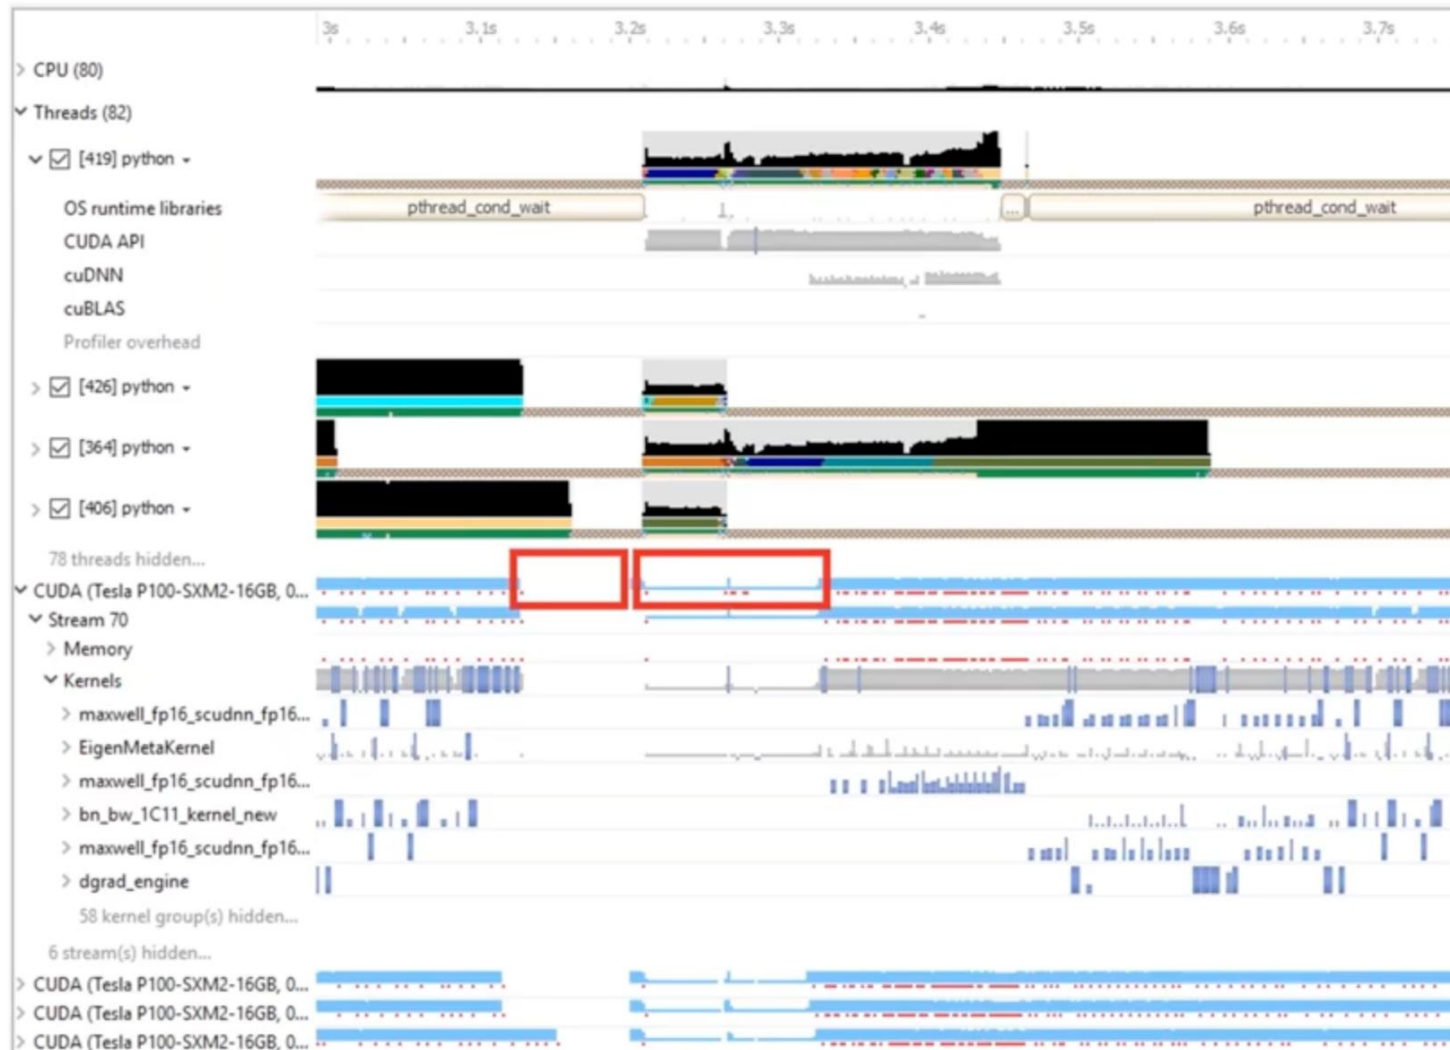 3s 3.1s 3.2s 3.3s 3.4s 3.5s 3.6s 3.7s
CPU (80)
Threads (82)
[419] python
OS runtime libraries pthread_cond_wait ... pthread_cond_wait
CUDA API
cuDNN
cuBLAS
Profiler overhead
[426] python
[364] python
[406] python
78 threads hidden...
CUDA (Tesla P100-SXM2-16GB, 0...
Stream 70
Memory
Kernels
maxwell_fp16_scudnn_fp16...
EigenMetaKernel
maxwell_fp16_scudnn_fp16...
bn_bw_1C11_kernel_new
maxwell_fp16_scudnn_fp16...
dgrad_engine
58 kernel group(s) hidden...
6 stream(s) hidden...
CUDA (Tesla P100-SXM2-16GB, 0...
CUDA (Tesla P100-SXM2-16GB, 0...
CUDA (Tesla P100-SXM2-16GB, 0...